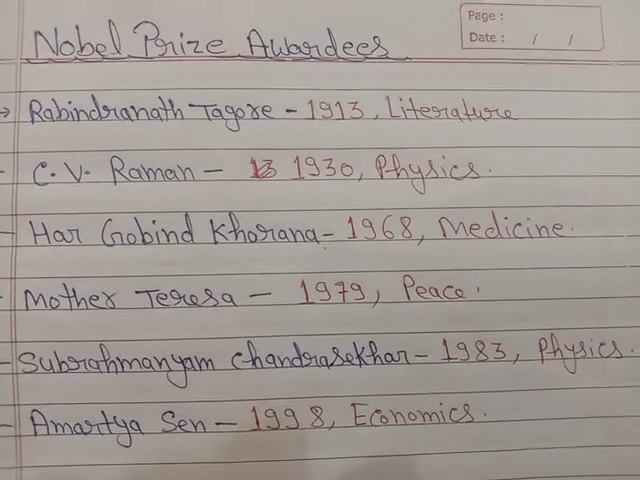 Page :
Date : / /
Nobel Prize Awardees
→ Rabindranath Tagore - 1913, Literature
- C.V. Raman - 13 1930, Physics.
- Har Gobind Khorana - 1968, Medicine.
- Mother Teresa - 1979, Peace.
- Subrahmanyam Chandrasekhar - 1983, Physics.
- Amartya Sen - 1998, Economics.